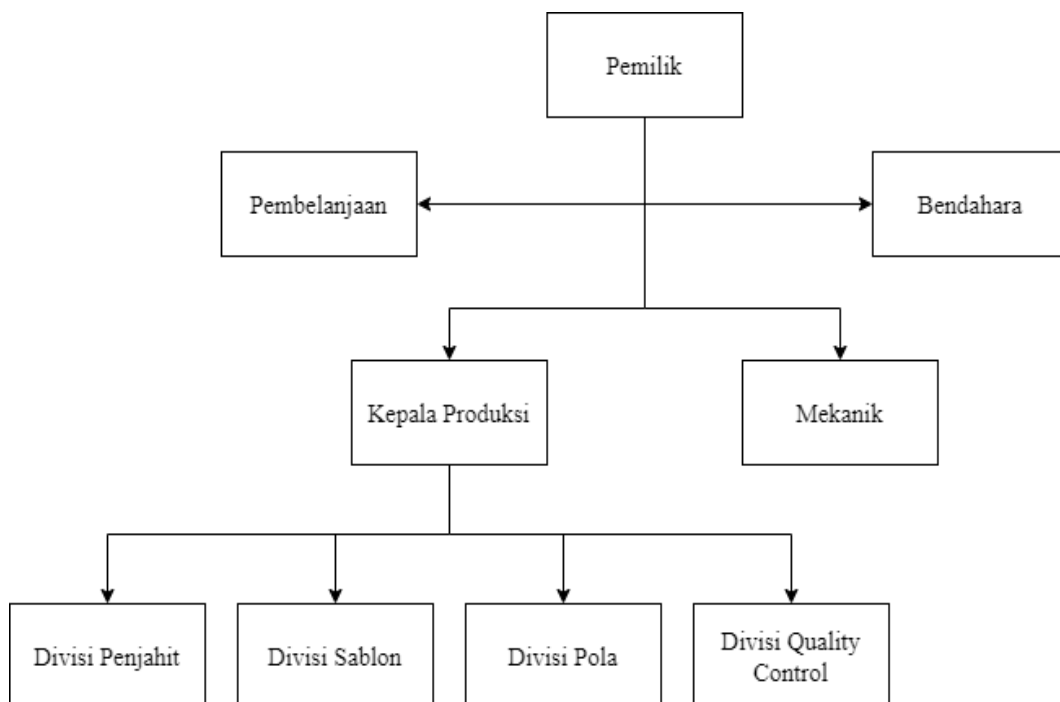 Pemilik
Pembelanjaan
Bendahara
Kepala Produksi
Mekanik
Divisi Penjahit
Divisi Sablon
Divisi Pola
Divisi Quality
Control